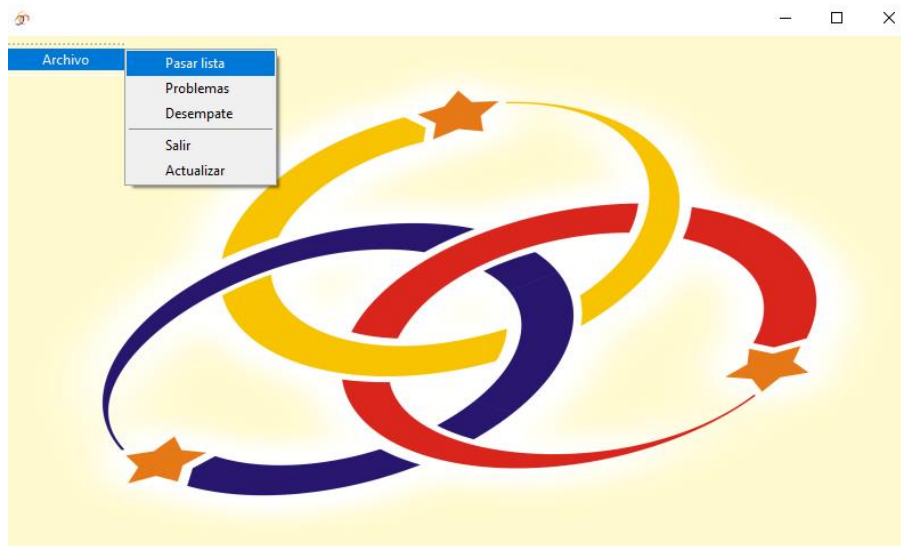 Archivo
Pasar lista
Problemas
Desempate
Salir
Actualizar